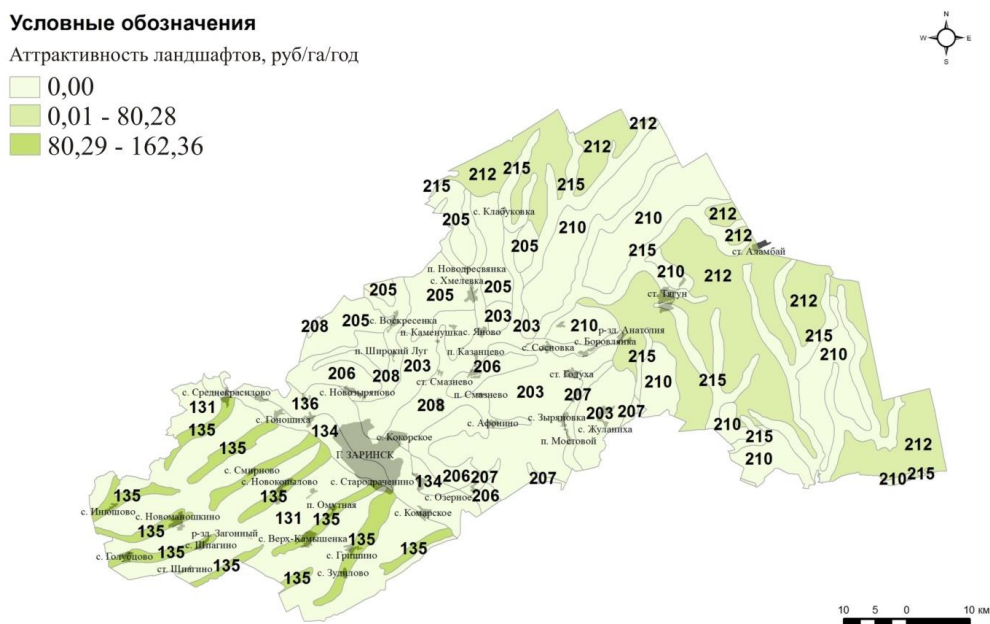 Условные обозначения
Аттрактивность ландшафтов, руб/га/год
0,00
0,01 - 80,28
80,29 - 162,36
N
W E
S
212
212
212 215
215 215
с. Клабуковка
205 210 210 212
205 215 212
ст. Аламбай
п. Новодресвянка 210 212
с. Хмелевка 205
205 205 ст. Тягун 212
203
208 205 с. Воскресенка 203 210 р-зд. Анатолия 215
п. Каменушка с. Яново с. Боровлянка
с. Сосновка
п. Широкий Луг п. Казанцево 215 210
203 206
206 208 ст. Смазнево ст. Голуха 210 215
с. Среднекрасилово с. Новозыряново п. Смазнево 203 207
131 136 208 с. Зыряновка 203 207
с. Гоношиха с. Афонино с. Жуланиха 210
135 134 с. Кокорское п. Мостовой 215
135 Г. ЗАРИНСК 210 212
с. Смирново
с. Новокопылово с. Стародраченино 134 206 207 207 210 215
135 135 с. Озерное 206
с. Инюшово п. Омутная
с. Новоманошкино 131 135 с. Комарское
135 р-зд. Загонный
с. Шпагино с. Верх-Камышенка 135
с. Голубцово 135 с. Гришино 135
ст. Шпагино 135
135 с. Зудилово
10 5 0 10 км